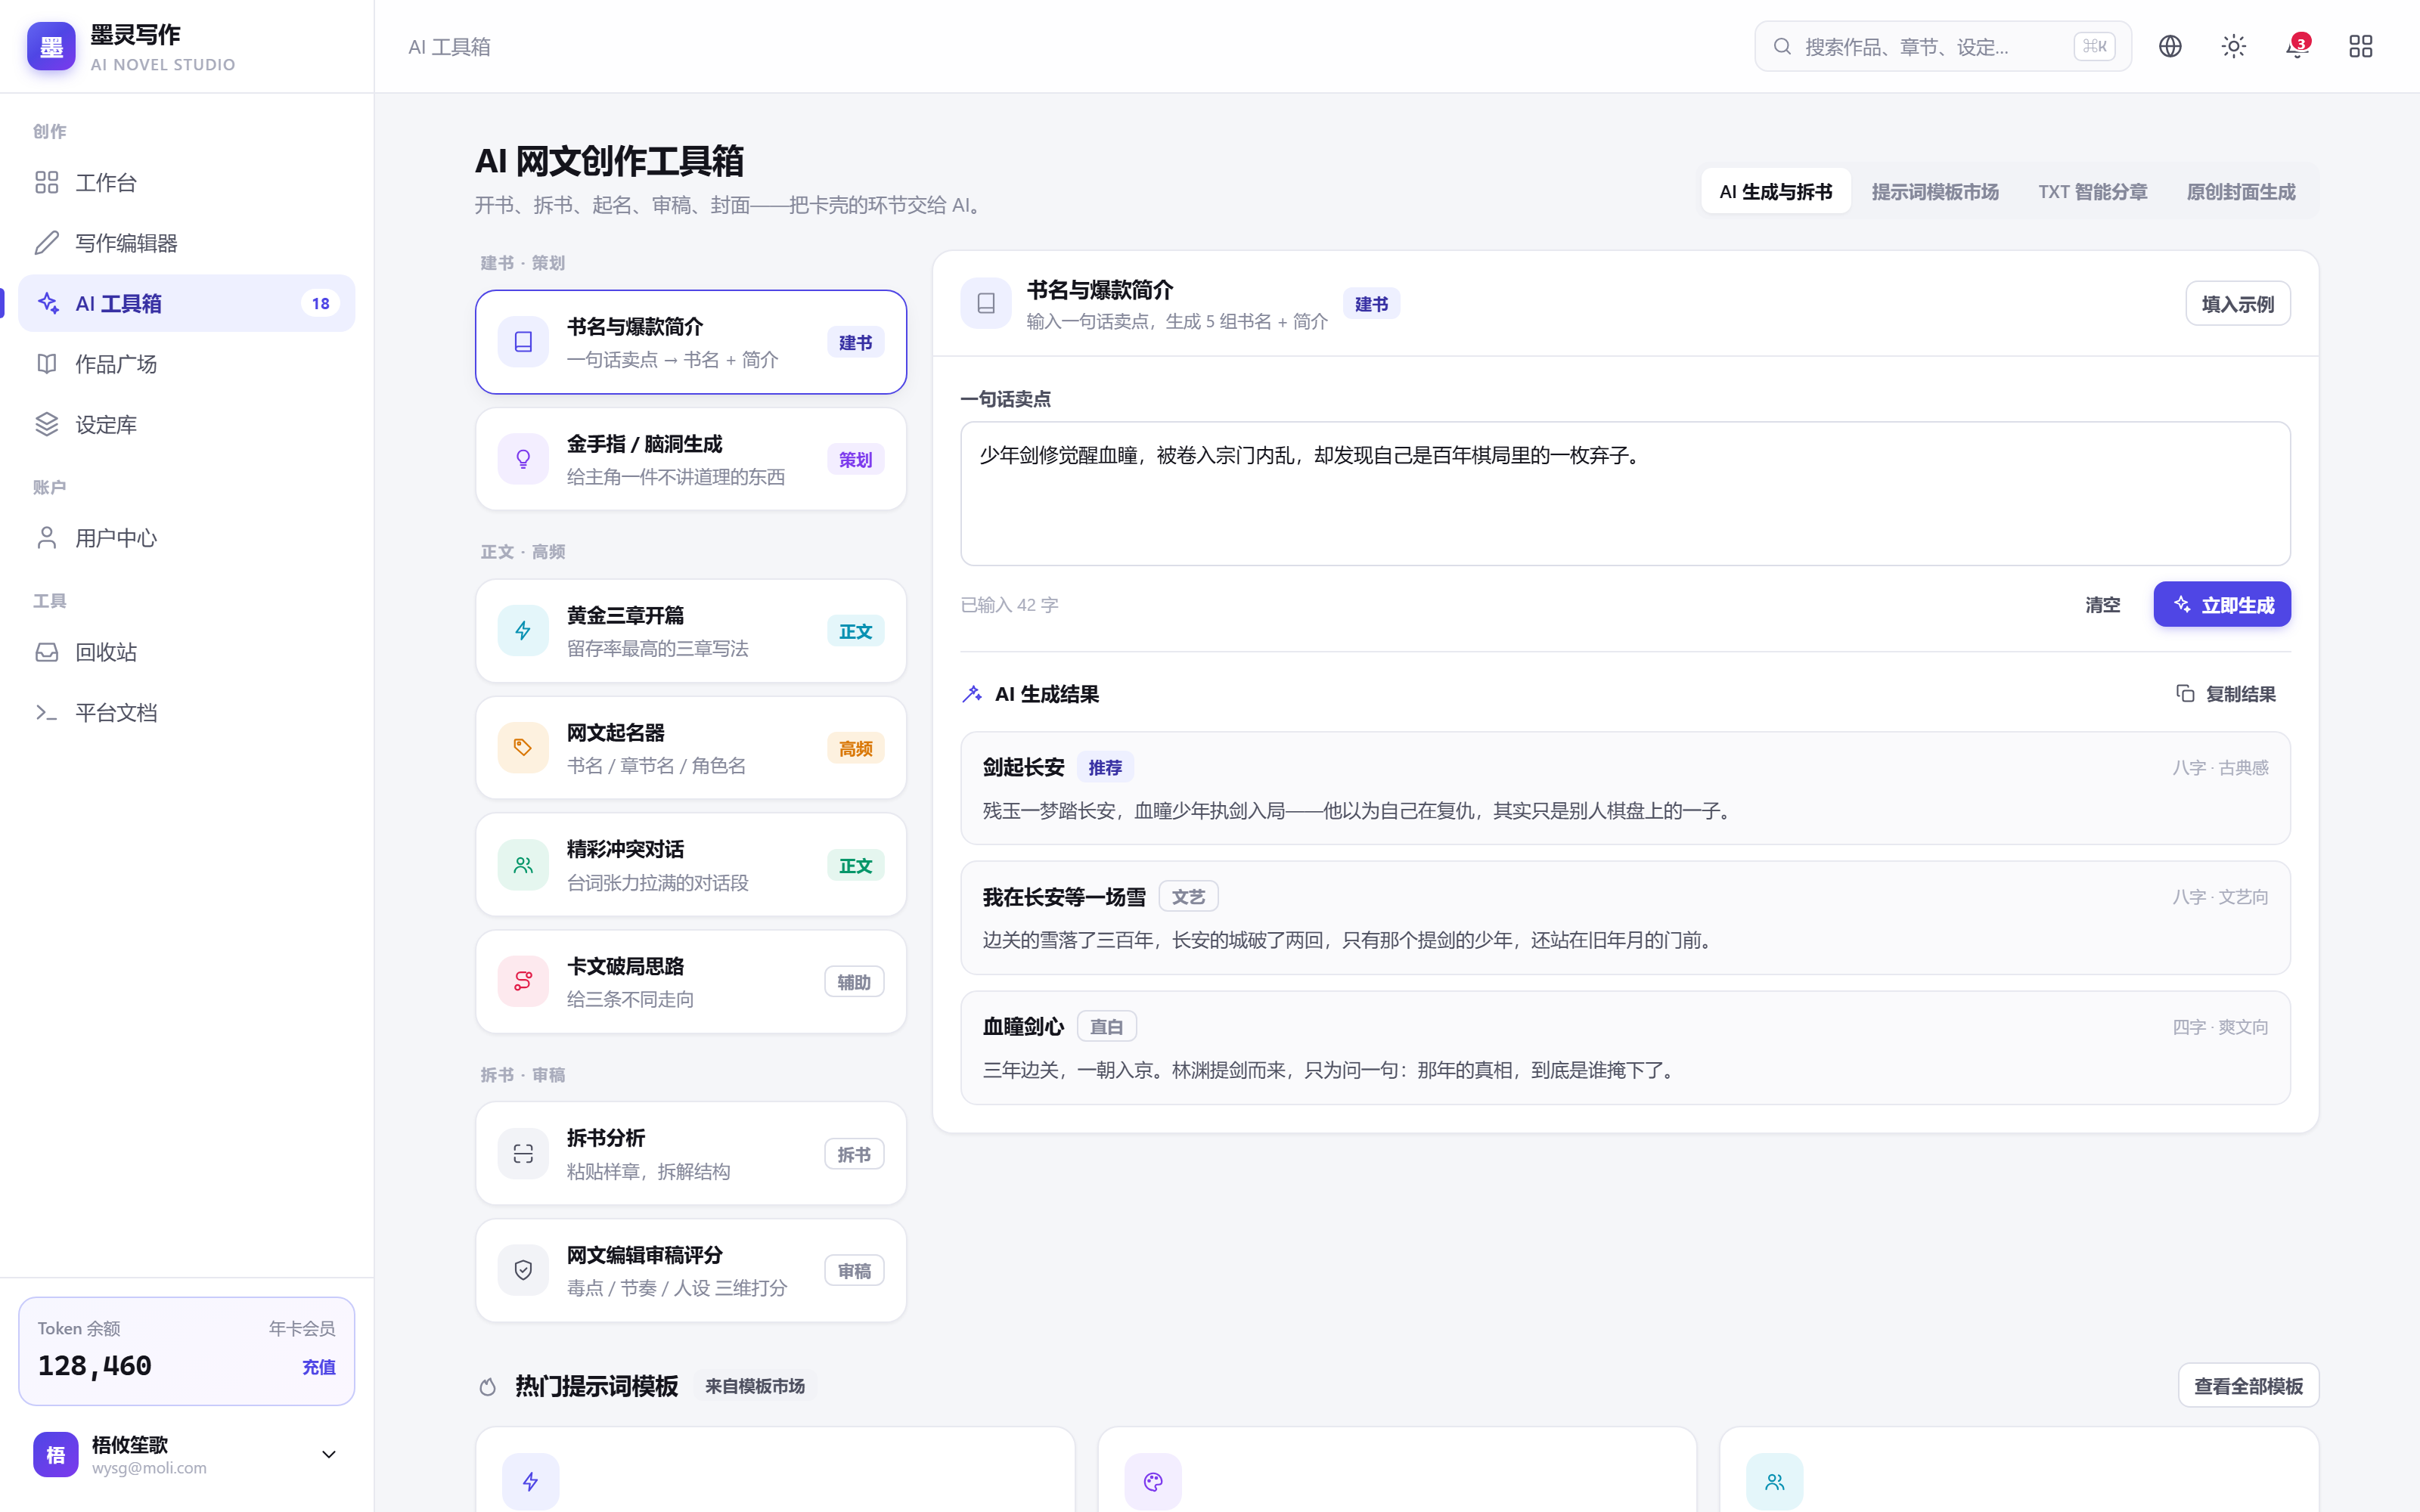 墨
墨灵写作
AI NOVEL STUDIO
创作
工作台
写作编辑器
AI 工具箱
18
作品广场
设定库
账户
用户中心
工具
回收站
平台文档
Token 余额
年卡会员
128,460
充值
梧
梧攸笙歌
wysg@moli.com
AI 工具箱
搜索作品、章节、设定...
⌘K
3
AI 网文创作工具箱
开书、拆书、起名、审稿、封面——把卡壳的环节交给 AI。
AI 生成与拆书
提示词模板市场
TXT 智能分章
原创封面生成
建书 · 策划
书名与爆款简介
一句话卖点 → 书名 + 简介
建书
金手指 / 脑洞生成
给主角一件不讲道理的东西
策划
正文 · 高频
黄金三章开篇
留存率最高的三章写法
正文
网文起名器
书名 / 章节名 / 角色名
高频
精彩冲突对话
台词张力拉满的对话段
正文
卡文破局思路
给三条不同走向
辅助
拆书 · 审稿
拆书分析
粘贴样章，拆解结构
拆书
网文编辑审稿评分
毒点 / 节奏 / 人设 三维打分
审稿
书名与爆款简介
输入一句话卖点，生成 5 组书名 + 简介
建书
填入示例
一句话卖点
少年剑修觉醒血瞳，被卷入宗门内乱，却发现自己是百年棋局里的一枚弃子。
已输入 42 字
清空
立即生成
AI 生成结果
复制结果
剑起长安
推荐
八字 · 古典感
残玉一梦踏长安，血瞳少年执剑入局——他以为自己在复仇，其实只是别人棋盘上的一子。
我在长安等一场雪
文艺
八字 · 文艺向
边关的雪落了三百年，长安的城破了两回，只有那个提剑的少年，还站在旧年月的门前。
血瞳剑心
直白
四字 · 爽文向
三年边关，一朝入京。林渊提剑而来，只为问一句：那年的真相，到底是谁掩下了。
热门提示词模板
来自模板市场
查看全部模板